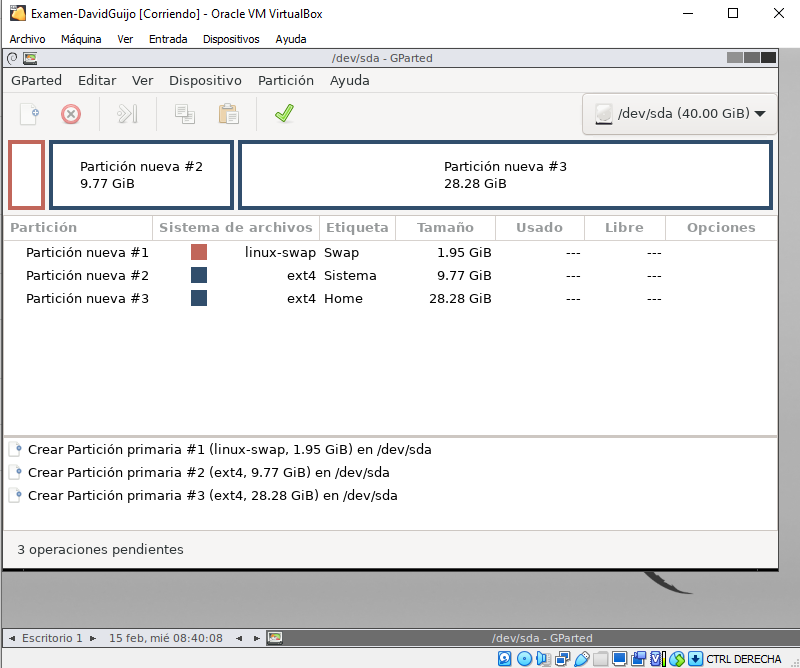 Examen-DavidGuijo [Corriendo] - Oracle VM VirtualBox
Archivo Máquina Ver Entrada Dispositivos Ayuda
/dev/sda - GParted
GParted Editar Ver Dispositivo Partición Ayuda
/dev/sda (40.00 GiB)
Partición nueva #2
9.77 GiB
Partición nueva #3
28.28 GiB
Partición Sistema de archivos Etiqueta Tamaño Usado Libre Opciones
Partición nueva #1 linux-swap Swap 1.95 GiB --- ---
Partición nueva #2 ext4 Sistema 9.77 GiB --- ---
Partición nueva #3 ext4 Home 28.28 GiB --- ---
Crear Partición primaria #1 (linux-swap, 1.95 GiB) en /dev/sda
Crear Partición primaria #2 (ext4, 9.77 GiB) en /dev/sda
Crear Partición primaria #3 (ext4, 28.28 GiB) en /dev/sda
3 operaciones pendientes
Escritorio 1 15 feb, mié 08:40:08 /dev/sda - GParted
CTRL DERECHA